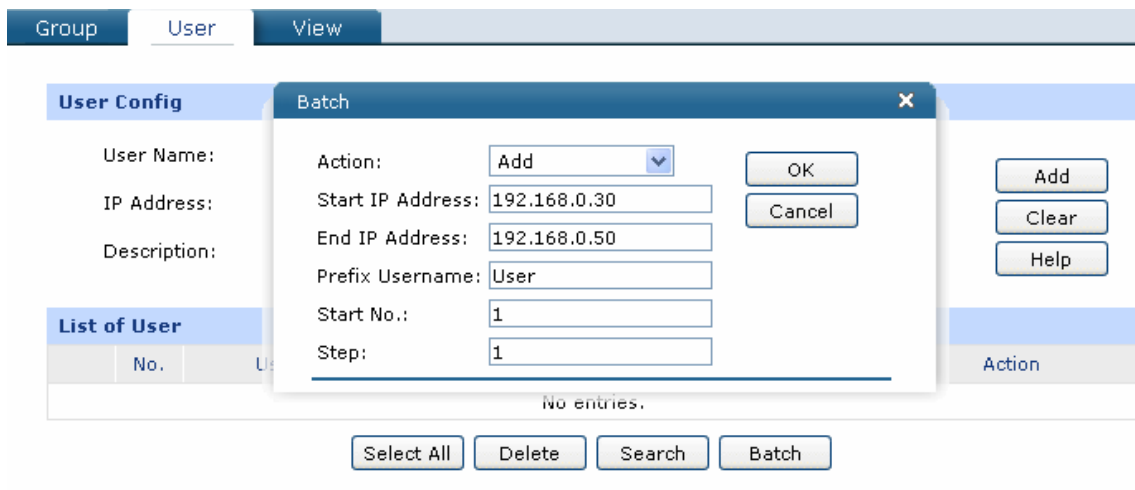 Group User View
User Config
Batch
User Name:
IP Address:
Description:
Action: Add
Start IP Address: 192.168.0.30
End IP Address: 192.168.0.50
Prefix Username: User
Start No.: 1
Step: 1
OK
Cancel
Add
Clear
Help
List of User
No. Action
No entries.
Select All Delete Search Batch